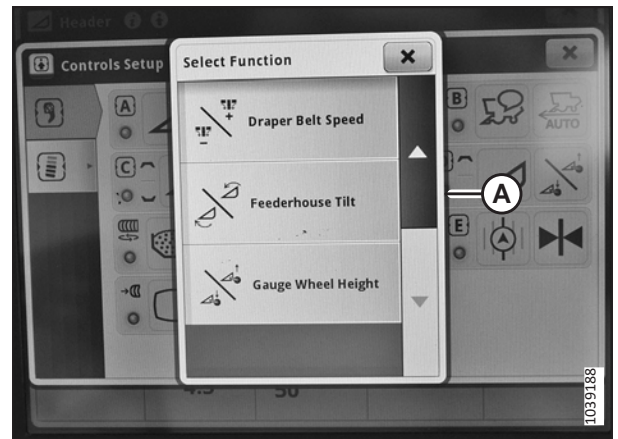 Header
Controls Setup
Select Function
A
B
AUTO
Draper Belt Speed
C
Feederhouse Tilt
A
E
Gauge Wheel Height
50
1039188